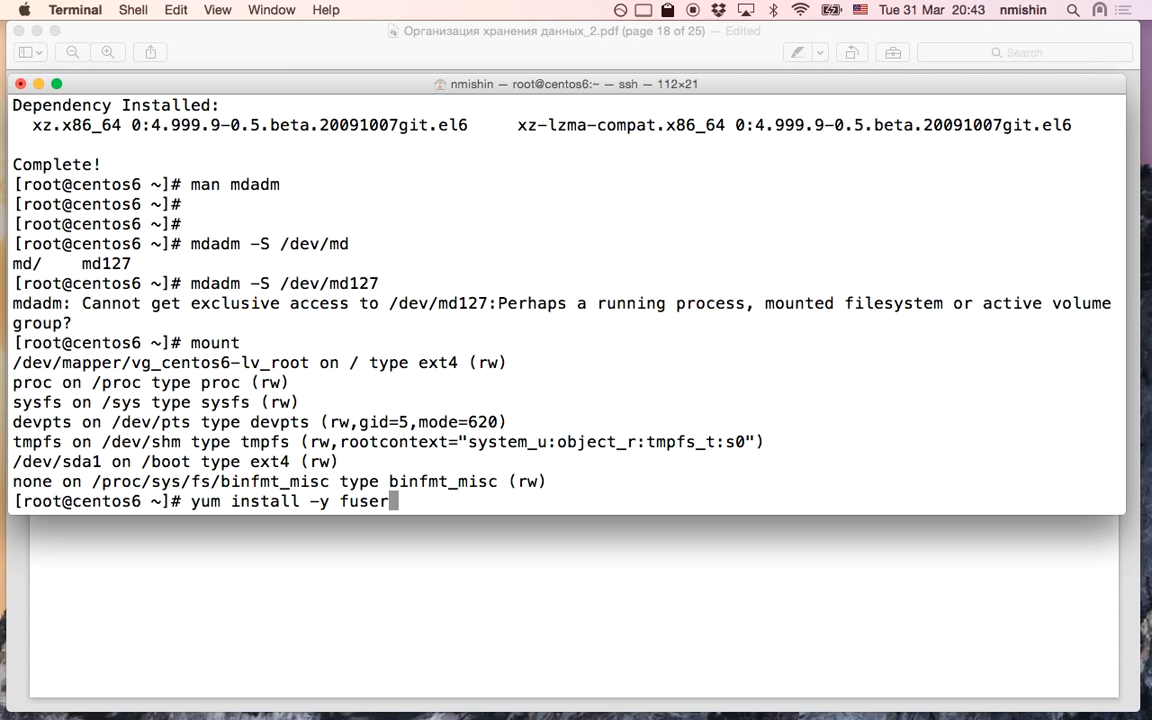 Terminal Shell Edit View Window Help Tue 31 Mar 20:43 nmishin
Организация хранения данных_2.pdf (page 18 of 25) — Edited
Search
nmishin — root@centos6:~ — ssh — 112×21
Dependency Installed:
xz.x86_64 0:4.999.9-0.5.beta.20091007git.el6 xz-lzma-compat.x86_64 0:4.999.9-0.5.beta.20091007git.el6
Complete!
[root@centos6 ~]# man mdadm
[root@centos6 ~]#
[root@centos6 ~]#
[root@centos6 ~]# mdadm -S /dev/md
md/ md127
[root@centos6 ~]# mdadm -S /dev/md127
mdadm: Cannot get exclusive access to /dev/md127:Perhaps a running process, mounted filesystem or active volume
group?
[root@centos6 ~]# mount
/dev/mapper/vg_centos6-lv_root on / type ext4 (rw)
proc on /proc type proc (rw)
sysfs on /sys type sysfs (rw)
devpts on /dev/pts type devpts (rw,gid=5,mode=620)
tmpfs on /dev/shm type tmpfs (rw,rootcontext="system_u:object_r:tmpfs_t:s0")
/dev/sda1 on /boot type ext4 (rw)
none on /proc/sys/fs/binfmt_misc type binfmt_misc (rw)
[root@centos6 ~]# yum install -y fuser